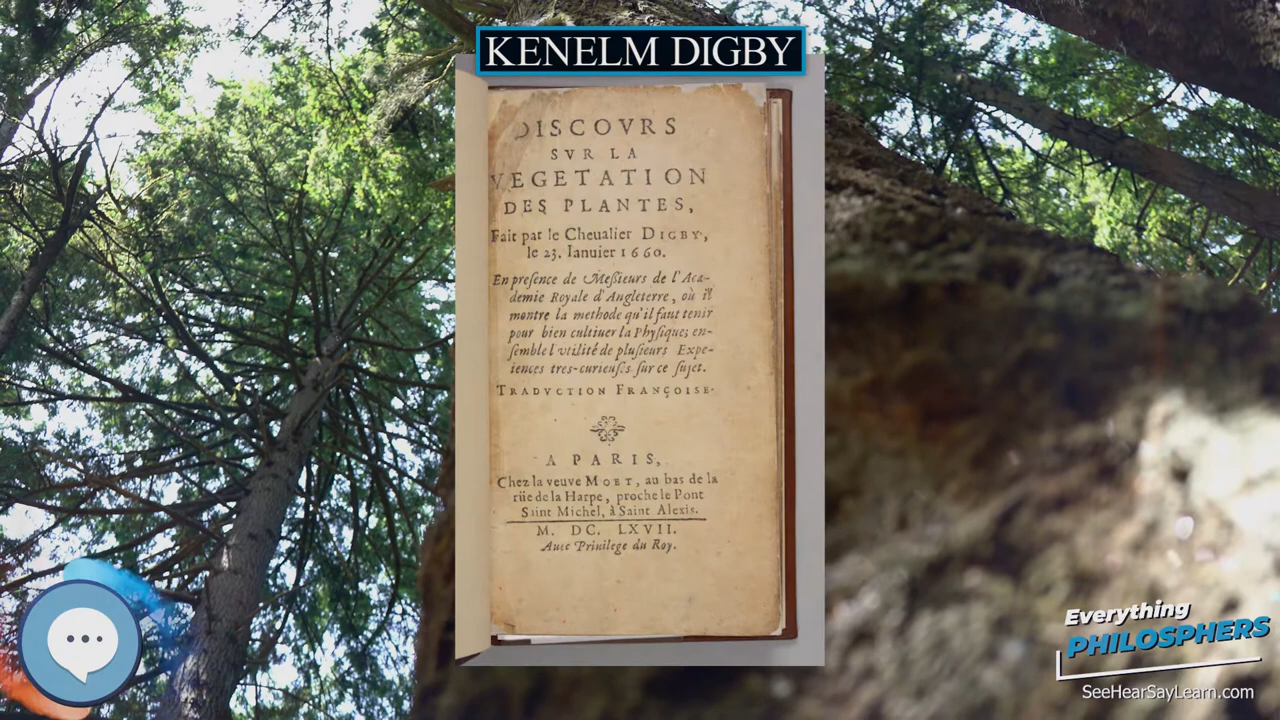 KENELM DIGBY
DISCOVRS
SVR LA
VEGETATION
DES PLANTES,
Fait par le Cheualier DIGBY,
le 23. Ianuier 1660.
En presence de Meßieurs de l'Aca-
demie Royale d'Angleterre, où il
montre la methode qu'il faut tenir
pour bien cultiuer la Physique; en-
semble l'vtilité de plusieurs Expe-
iences tres-curieuses sur ce sujet.
TRADVCTION FRANÇOISE.
A PARIS,
Chez la veuve MOET, au bas de la
rüe de la Harpe, proche le Pont
Saint Michel, à Saint Alexis.
M. DC. LXVII.
Auec Priuilege du Roy.
Everything
PHILOSPHERS
SeeHearSayLearn.com